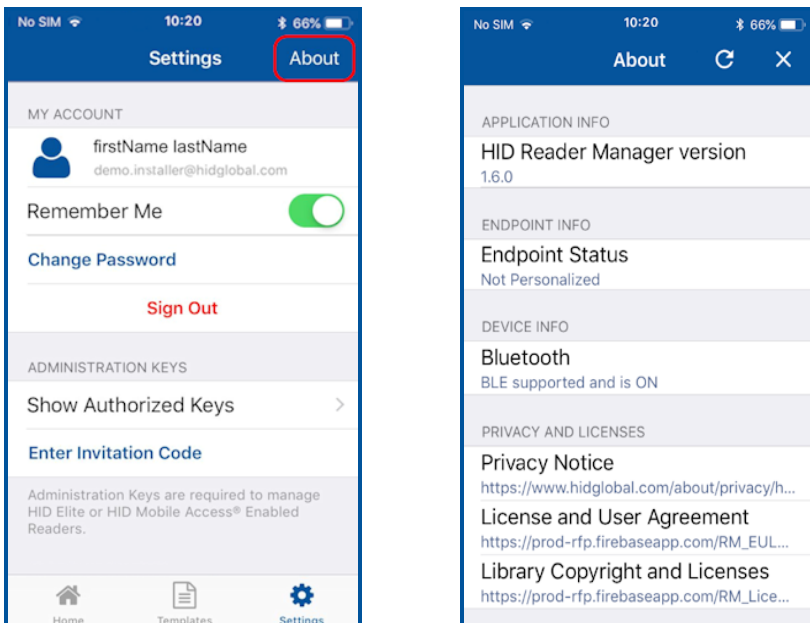 No SIM 10:20 66%
Settings About
MY ACCOUNT
firstName lastName
demo.installer@hidglobal.com
Remember Me
Change Password
Sign Out
ADMINISTRATION KEYS
Show Authorized Keys
Enter Invitation Code
Administration Keys are required to manage
HID Elite or HID Mobile Access® Enabled
Readers.
Home Templates Settings
No SIM 10:20 66%
About
APPLICATION INFO
HID Reader Manager version
1.6.0
ENDPOINT INFO
Endpoint Status
Not Personalized
DEVICE INFO
Bluetooth
BLE supported and is ON
PRIVACY AND LICENSES
Privacy Notice
https://www.hidglobal.com/about/privacy/h...
License and User Agreement
https://prod-rfp.firebaseapp.com/RM_EUL...
Library Copyright and Licenses
https://prod-rfp.firebaseapp.com/RM_Lice...